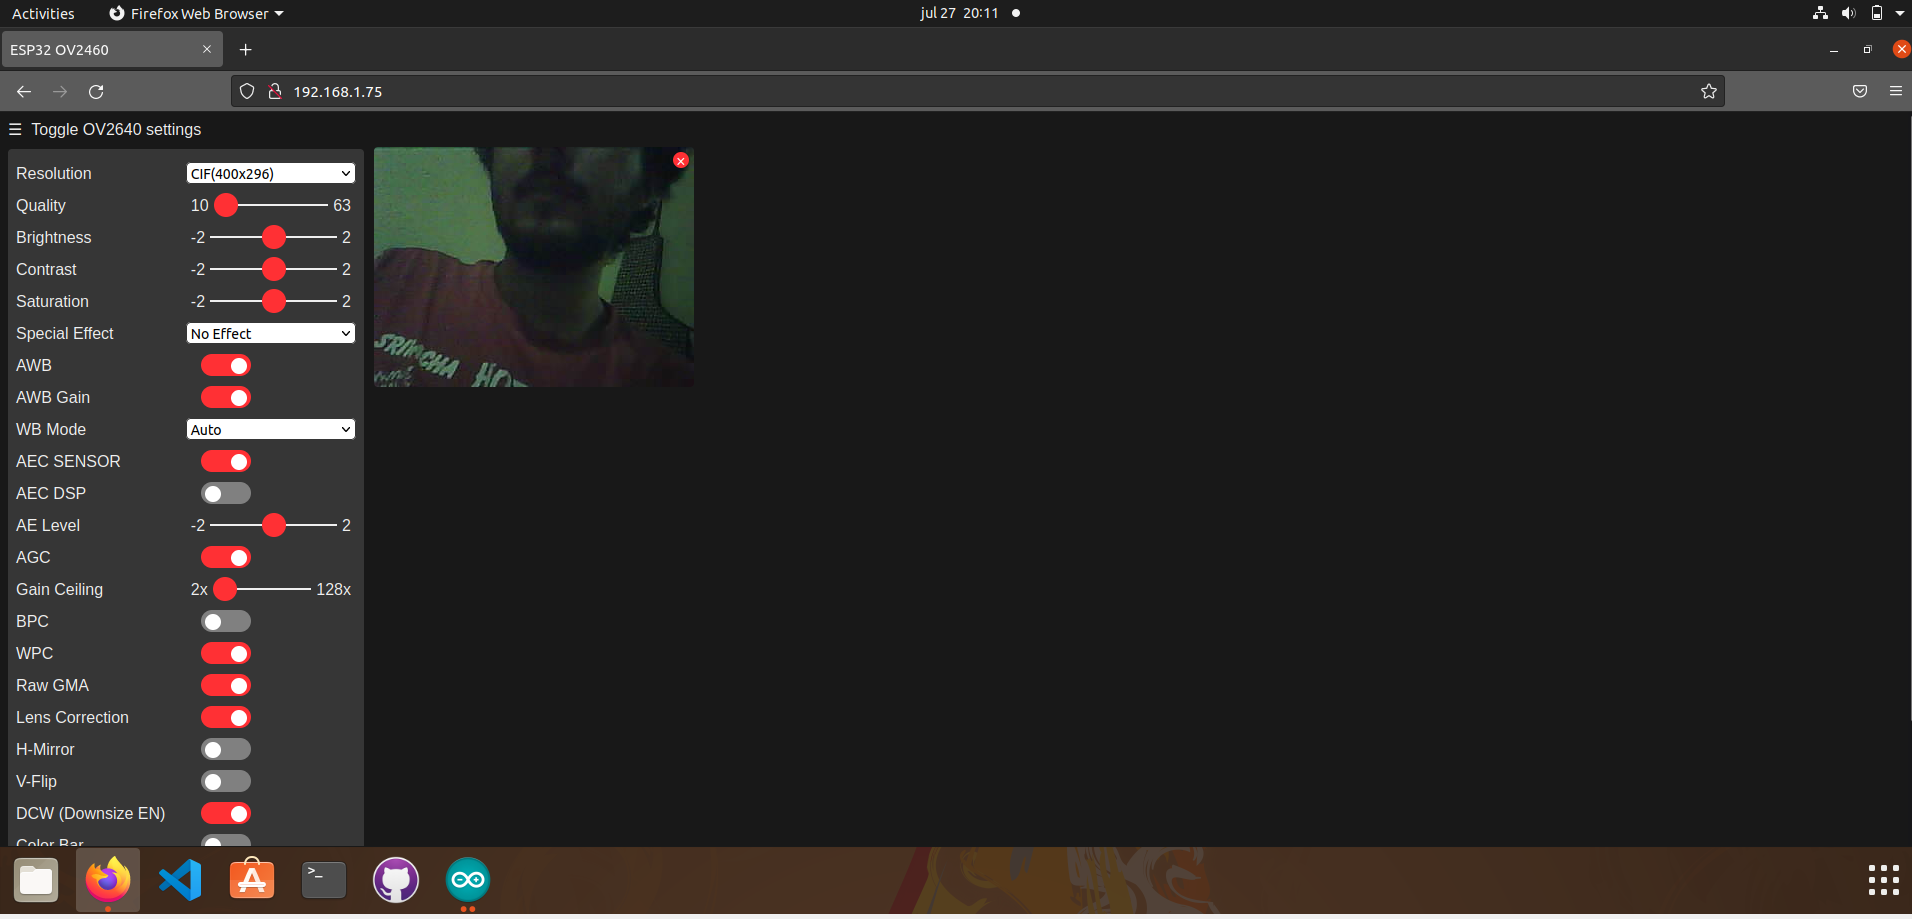 Activities Firefox Web Browser jul 27 20:11
ESP32 OV2460
192.168.1.75
☰ Toggle OV2640 settings
Resolution CIF(400x296)
Quality 10 63
Brightness -2 2
Contrast -2 2
Saturation -2 2
Special Effect No Effect
AWB
AWB Gain
WB Mode Auto
AEC SENSOR
AEC DSP
AE Level -2 2
AGC
Gain Ceiling 2x 128x
BPC
WPC
Raw GMA
Lens Correction
H-Mirror
V-Flip
DCW (Downsize EN)
Color Bar
SRIRACHA HOT
>_